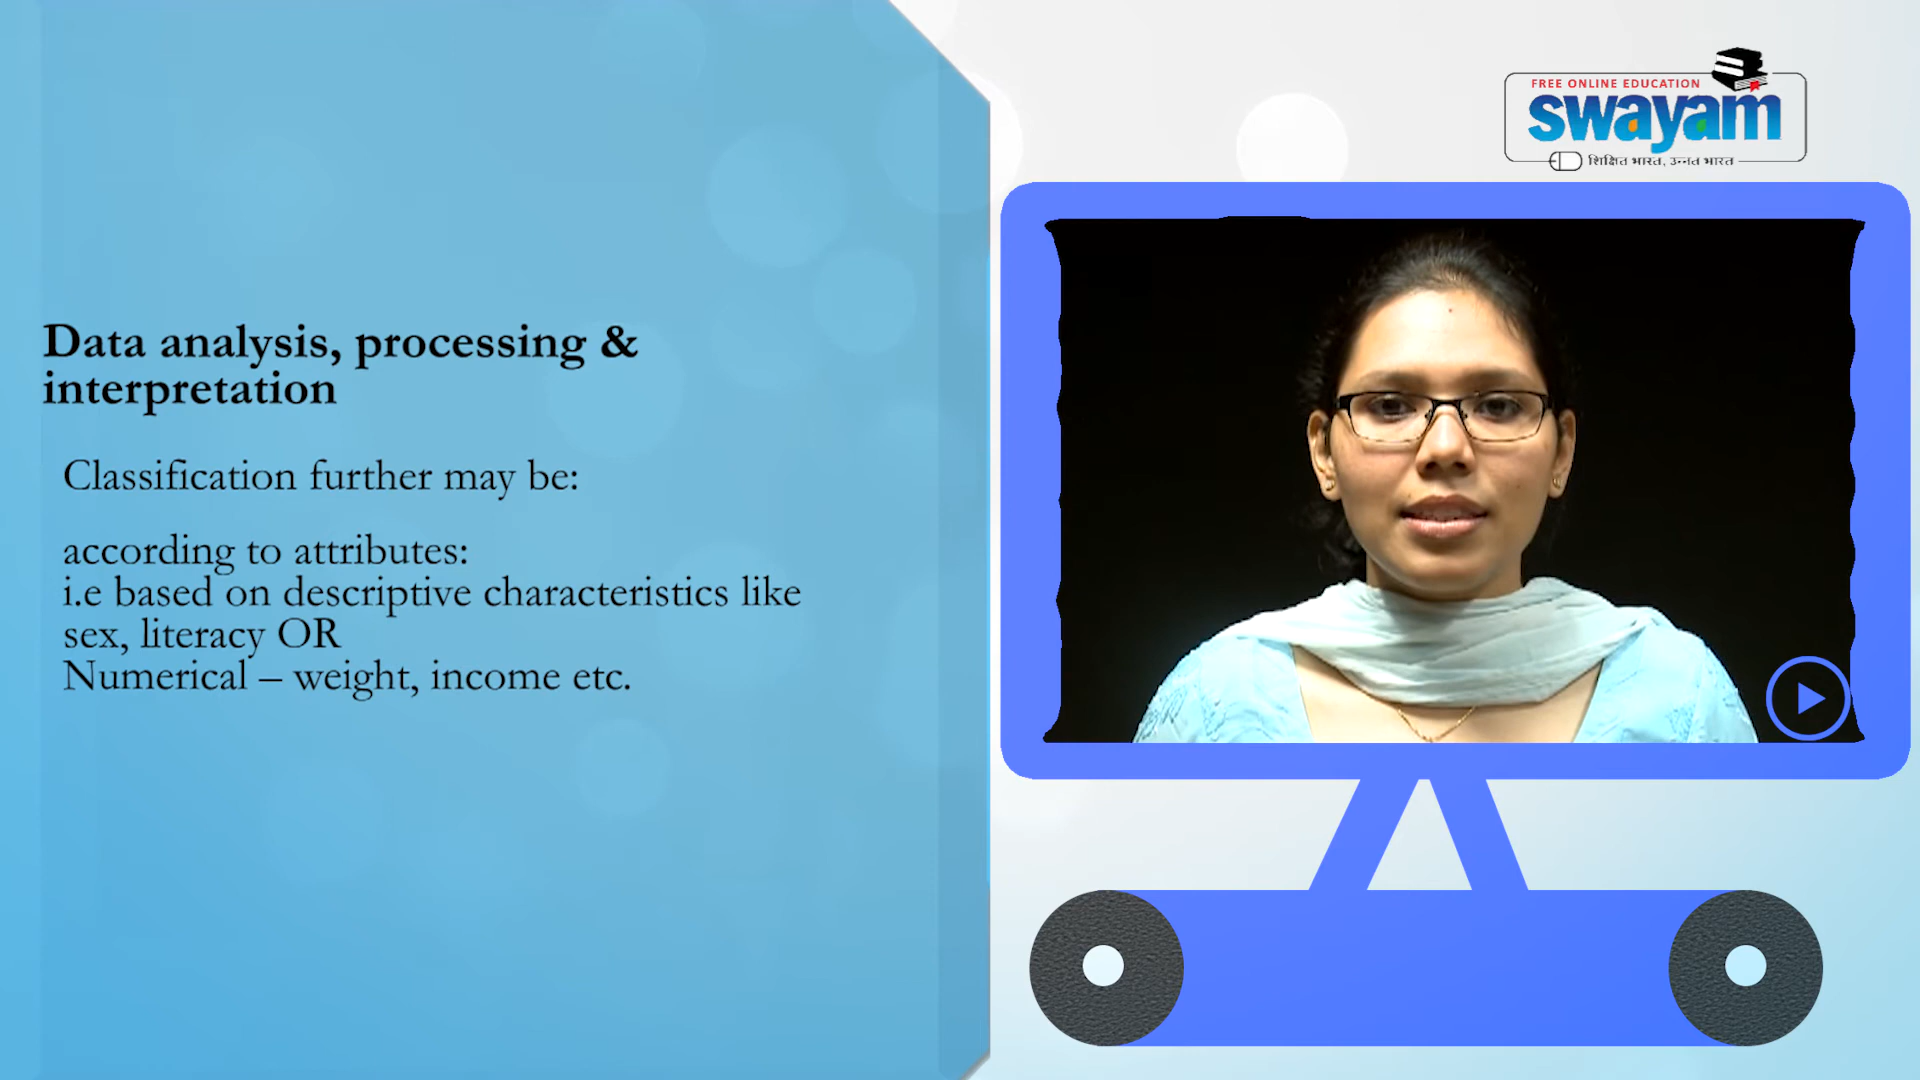 Data analysis, processing &
interpretation
Classification further may be:
according to attributes:
i.e based on descriptive characteristics like
sex, literacy OR
Numerical – weight, income etc.
FREE ONLINE EDUCATION
swayam
शिक्षित भारत, उन्नत भारत